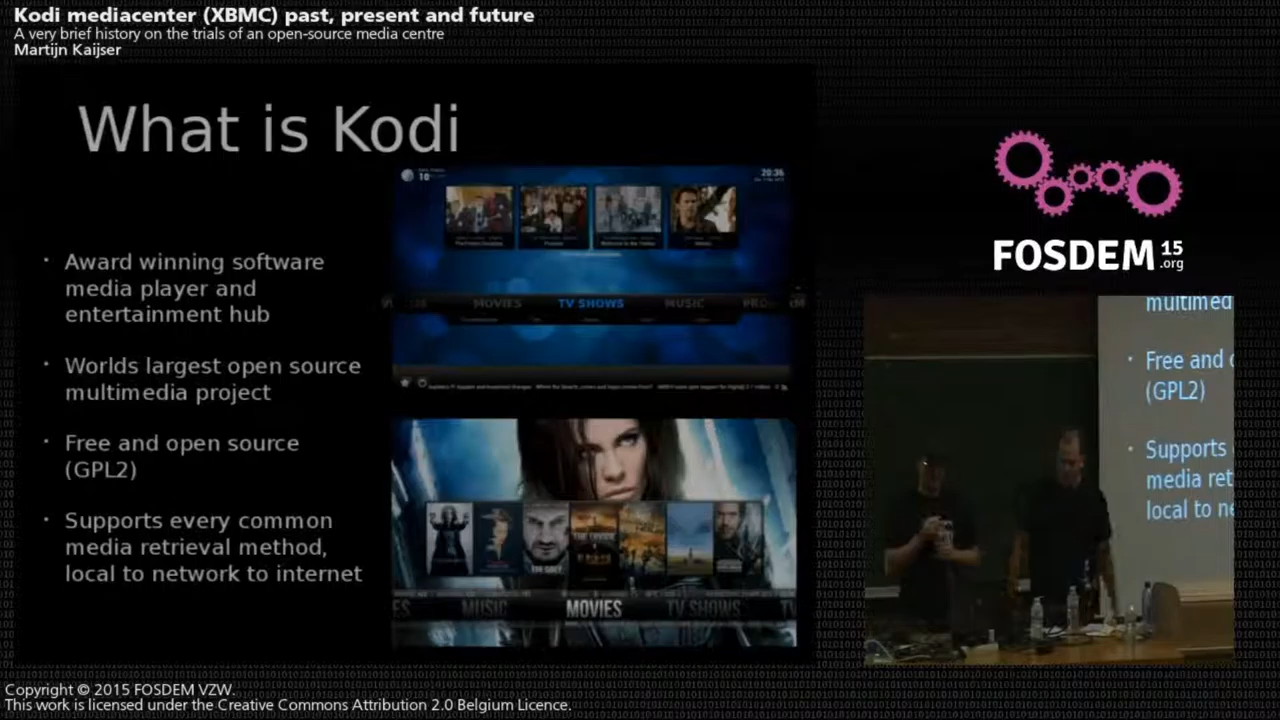 Kodi mediacenter (XBMC) past, present and future
A very brief history on the trials of an open-source media centre
Martijn Kaijser
What is Kodi
· Award winning software
media player and
entertainment hub
· Worlds largest open source
multimedia project
· Free and open source
(GPL2)
· Supports every common
media retrieval method,
local to network to internet
20:36
MOVIES TV SHOWS MUSIC
THE GREY
MUSIC MOVIES TV SHOWS
FOSDEM 15
.org
multimed
· Free and
(GPL2)
· Supports
media ret
local to ne
Copyright © 2015 FOSDEM VZW.
This work is licensed under the Creative Commons Attribution 2.0 Belgium Licence.